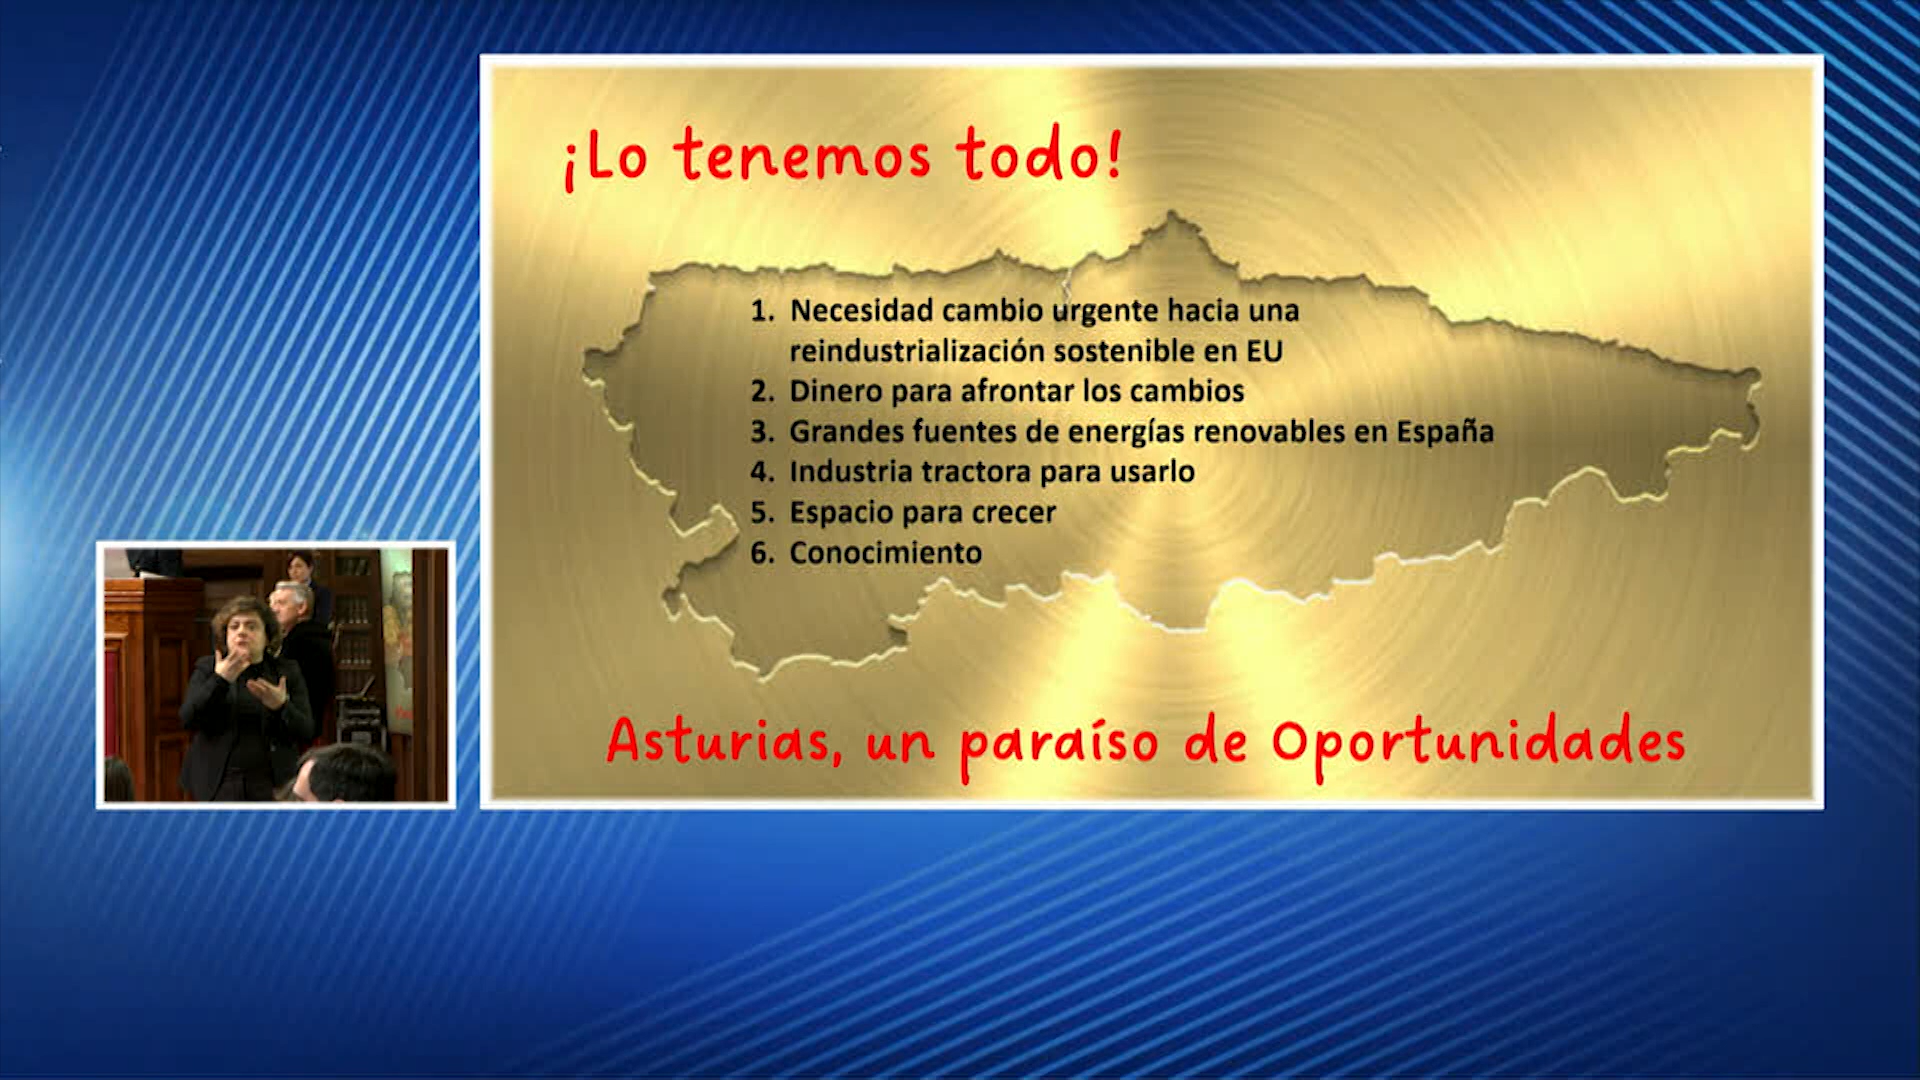 ¡Lo tenemos todo!
1. Necesidad cambio urgente hacia una
reindustrialización sostenible en EU
2. Dinero para afrontar los cambios
3. Grandes fuentes de energías renovables en España
4. Industria tractora para usarlo
5. Espacio para crecer
6. Conocimiento
Asturias, un paraíso de Oportunidades